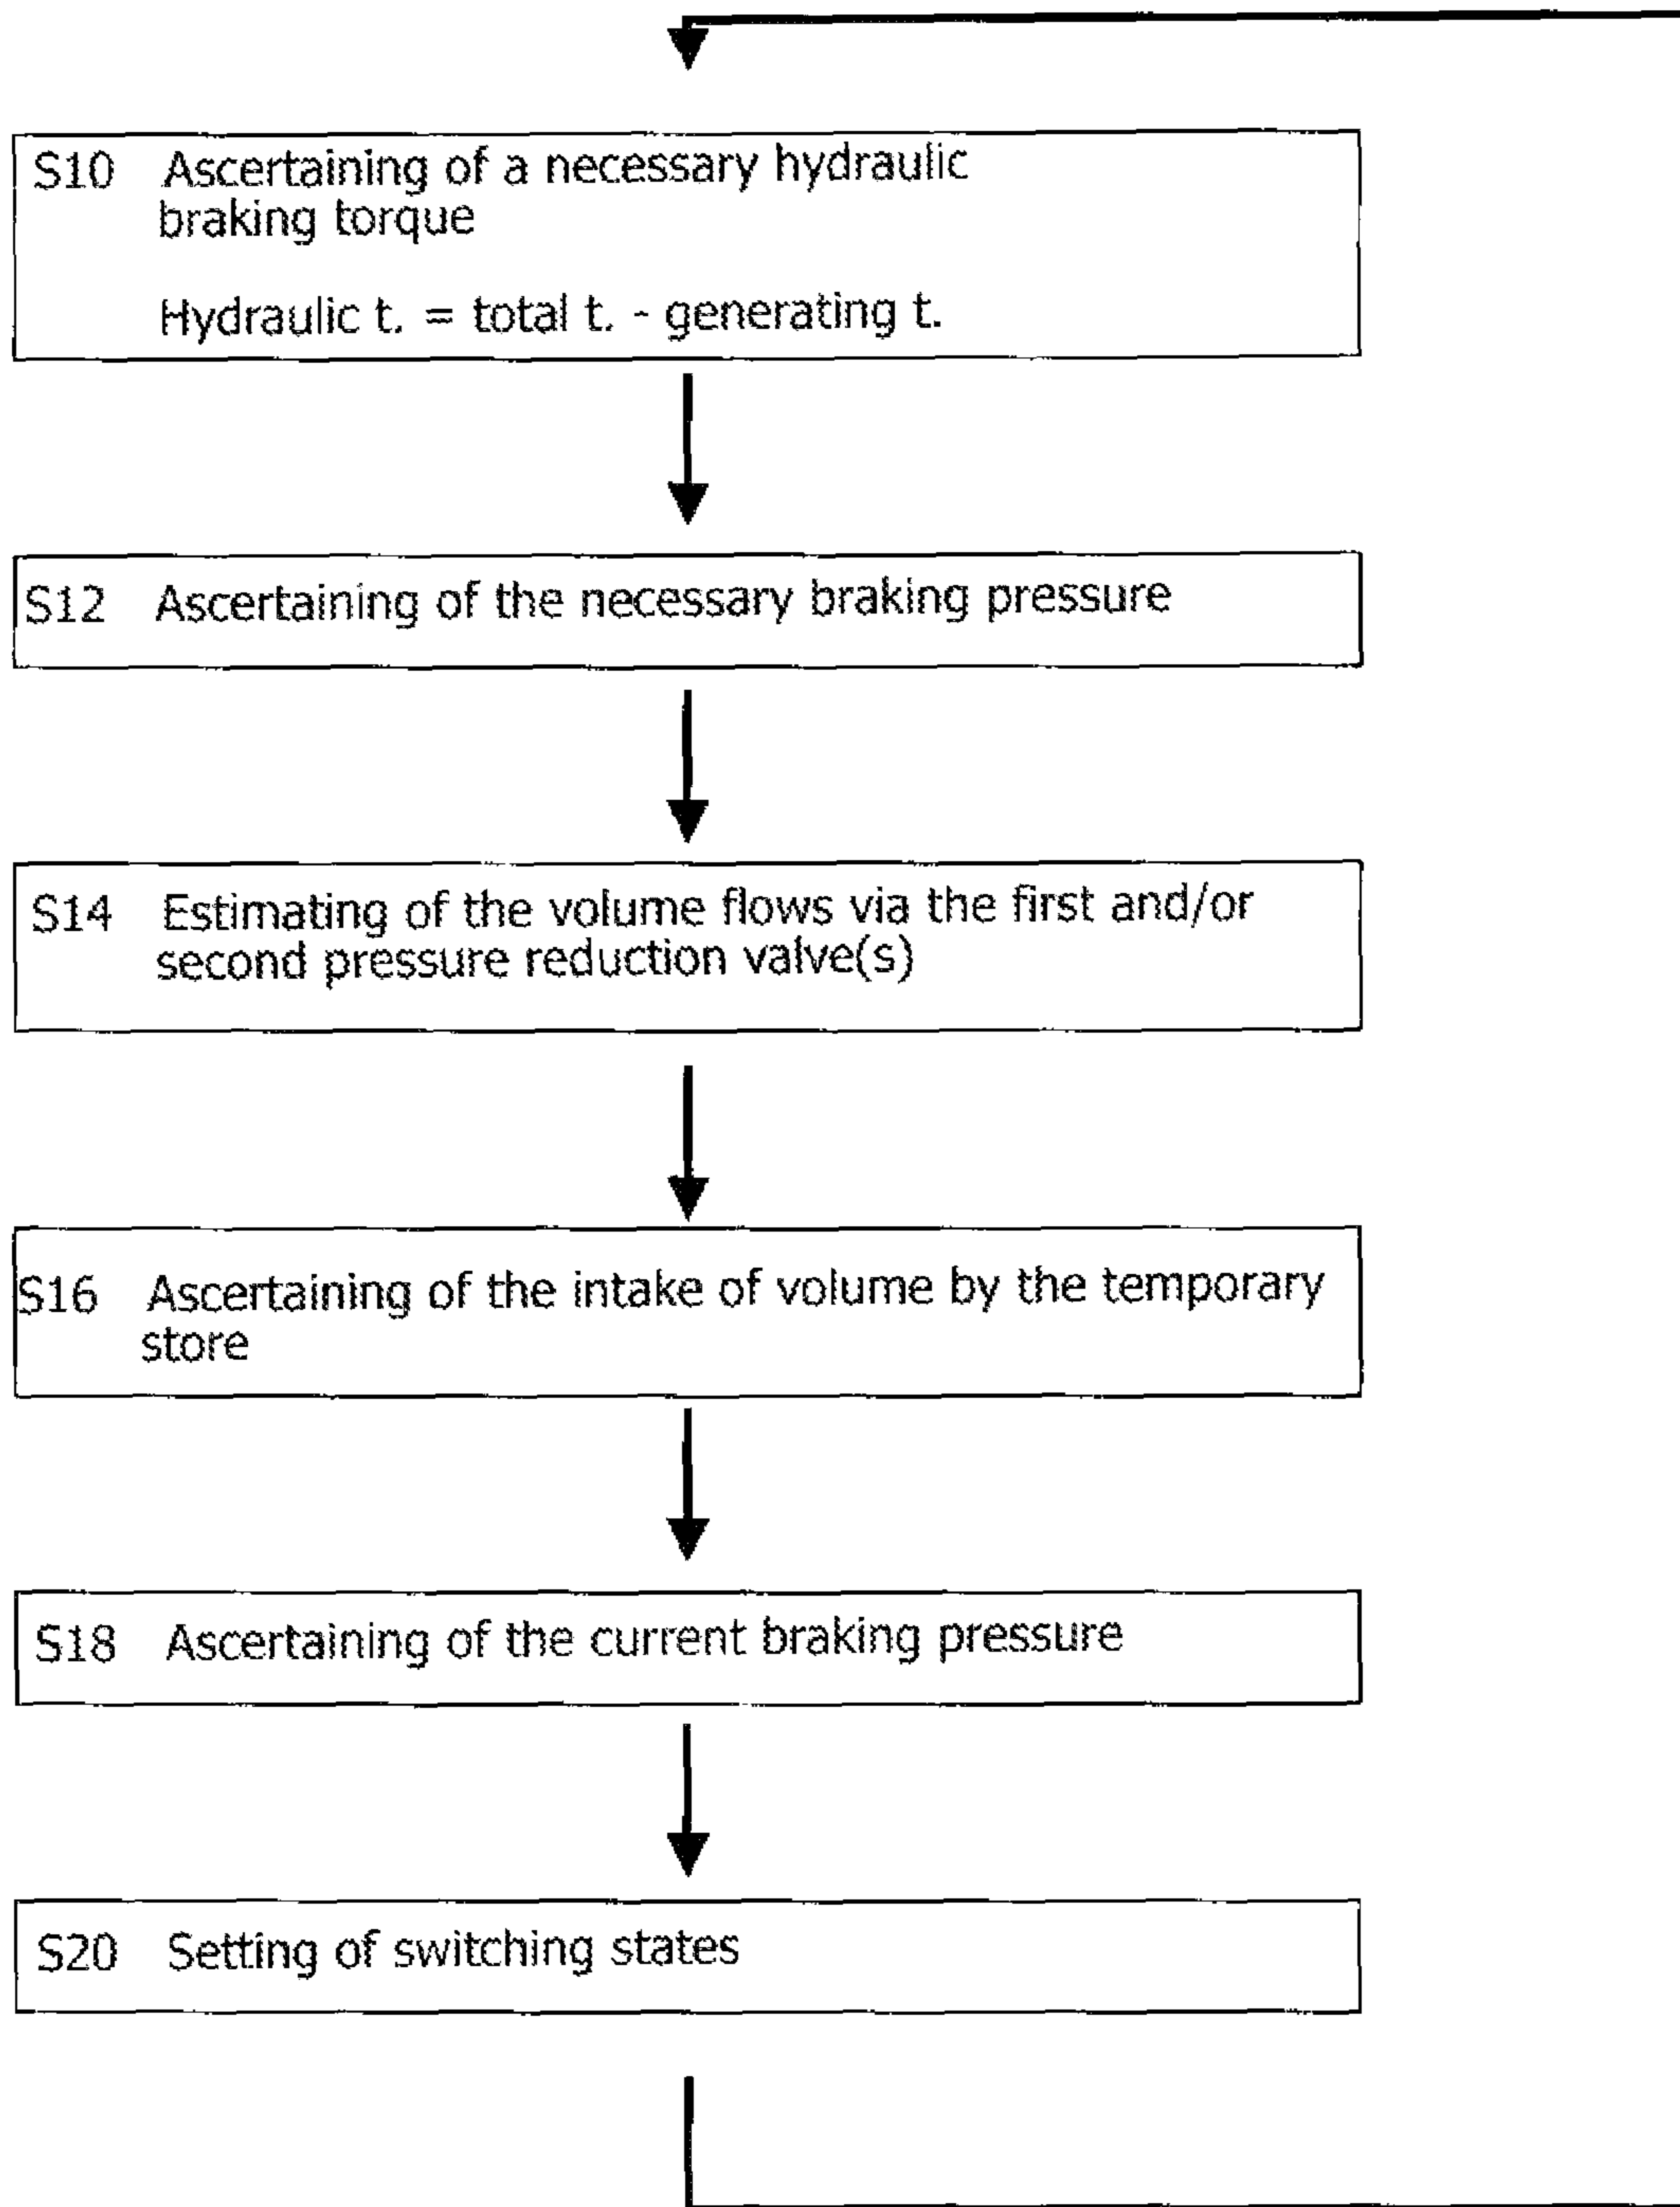 S10 Ascertaining of a necessary hydraulic
braking torque
Hydraulic t. = total t. - generating t.
S12 Ascertaining of the necessary braking pressure
S14 Estimating of the volume flows via the first and/or
second pressure reduction valve(s)
S16 Ascertaining of the intake of volume by the temporary
store
S18 Ascertaining of the current braking pressure
S20 Setting of switching states